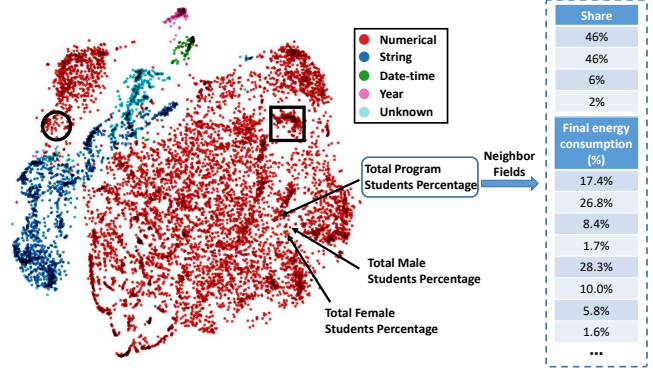 Numerical
String
Date-time
Year
Unknown
Total Program
Students Percentage
Neighbor
Fields
Total Male
Students Percentage
Total Female
Students Percentage
Share
46%
46%
6%
2%
Final energy
consumption
(%)
17.4%
26.8%
8.4%
1.7%
28.3%
10.0%
5.8%
1.6%
...